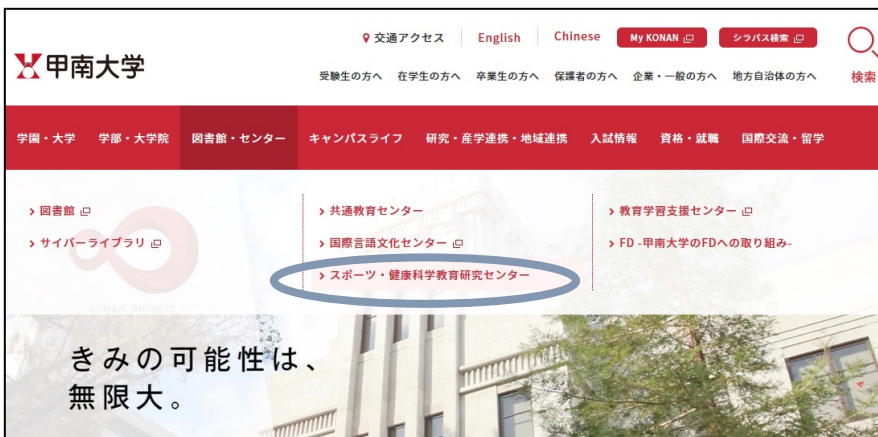 交通アクセス English Chinese My KONAN シラバス検索
甲南大学
受験生の方へ 在学生の方へ 卒業生の方へ 保護者の方へ 企業・一般の方へ 地方自治体の方へ 検索
学園・大学 学部・大学院 図書館・センター キャンパスライフ 研究・産学連携・地域連携 入試情報 資格・就職 国際交流・留学
図書館 共通教育センター 教育学習支援センター
サイバーライブラリ 国際言語文化センター FD -甲南大学のFDへの取り組み-
スポーツ・健康科学教育研究センター
KONAN INFINITY
きみの可能性は、
無限大。